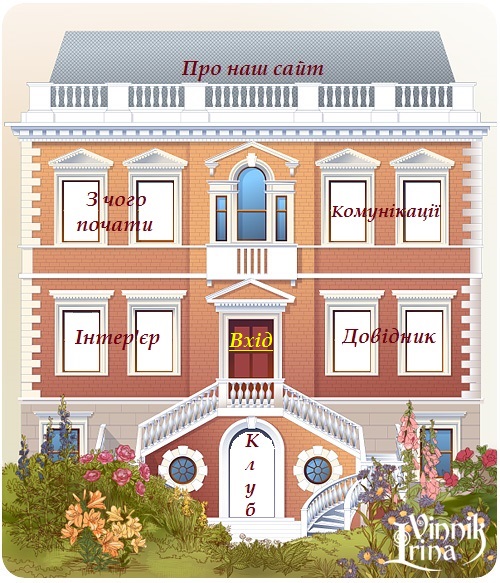 Про наш сайт
З чого
почати
Комунікації
Інтер'єр
Вхід
Довідник
К
л
у
б
Vinnik
Irina